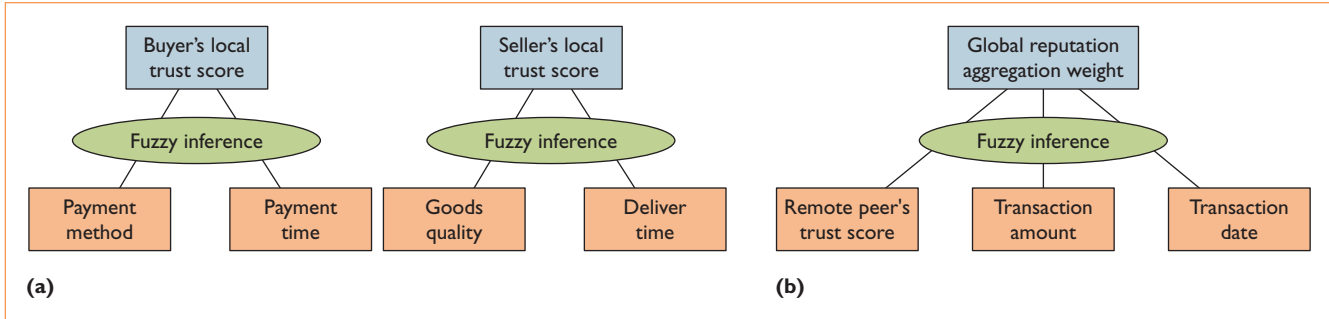 Buyer's local
trust score
Fuzzy inference
Payment
method
Payment
time
Seller's local
trust score
Fuzzy inference
Goods
quality
Deliver
time
(a)
Global reputation
aggregation weight
Fuzzy inference
Remote peer's
trust score
Transaction
amount
Transaction
date
(b)